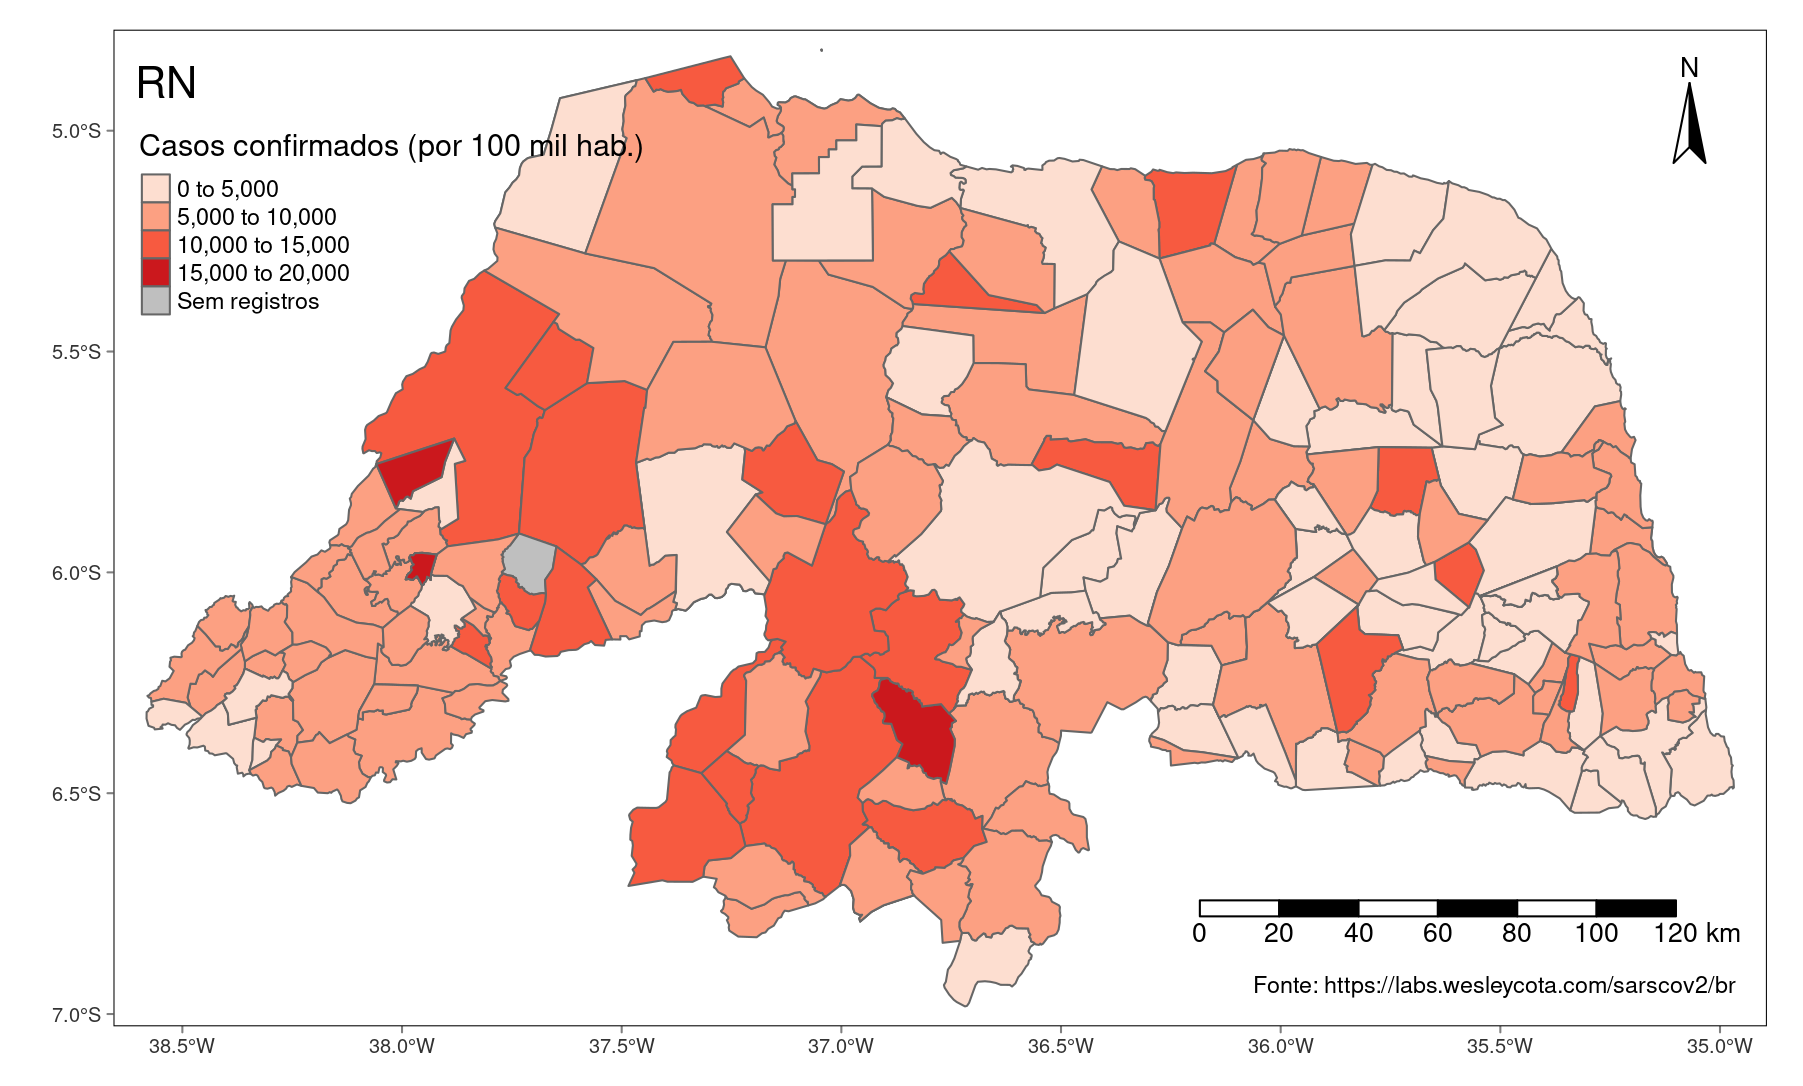 RN
N
Casos confirmados (por 100 mil hab.)
0 to 5,000
5,000 to 10,000
10,000 to 15,000
15,000 to 20,000
Sem registros
5.0°S
5.5°S
6.0°S
6.5°S
7.0°S
0 20 40 60 80 100 120 km
Fonte: https://labs.wesleycota.com/sarscov2/br
38.5°W 38.0°W 37.5°W 37.0°W 36.5°W 36.0°W 35.5°W 35.0°W